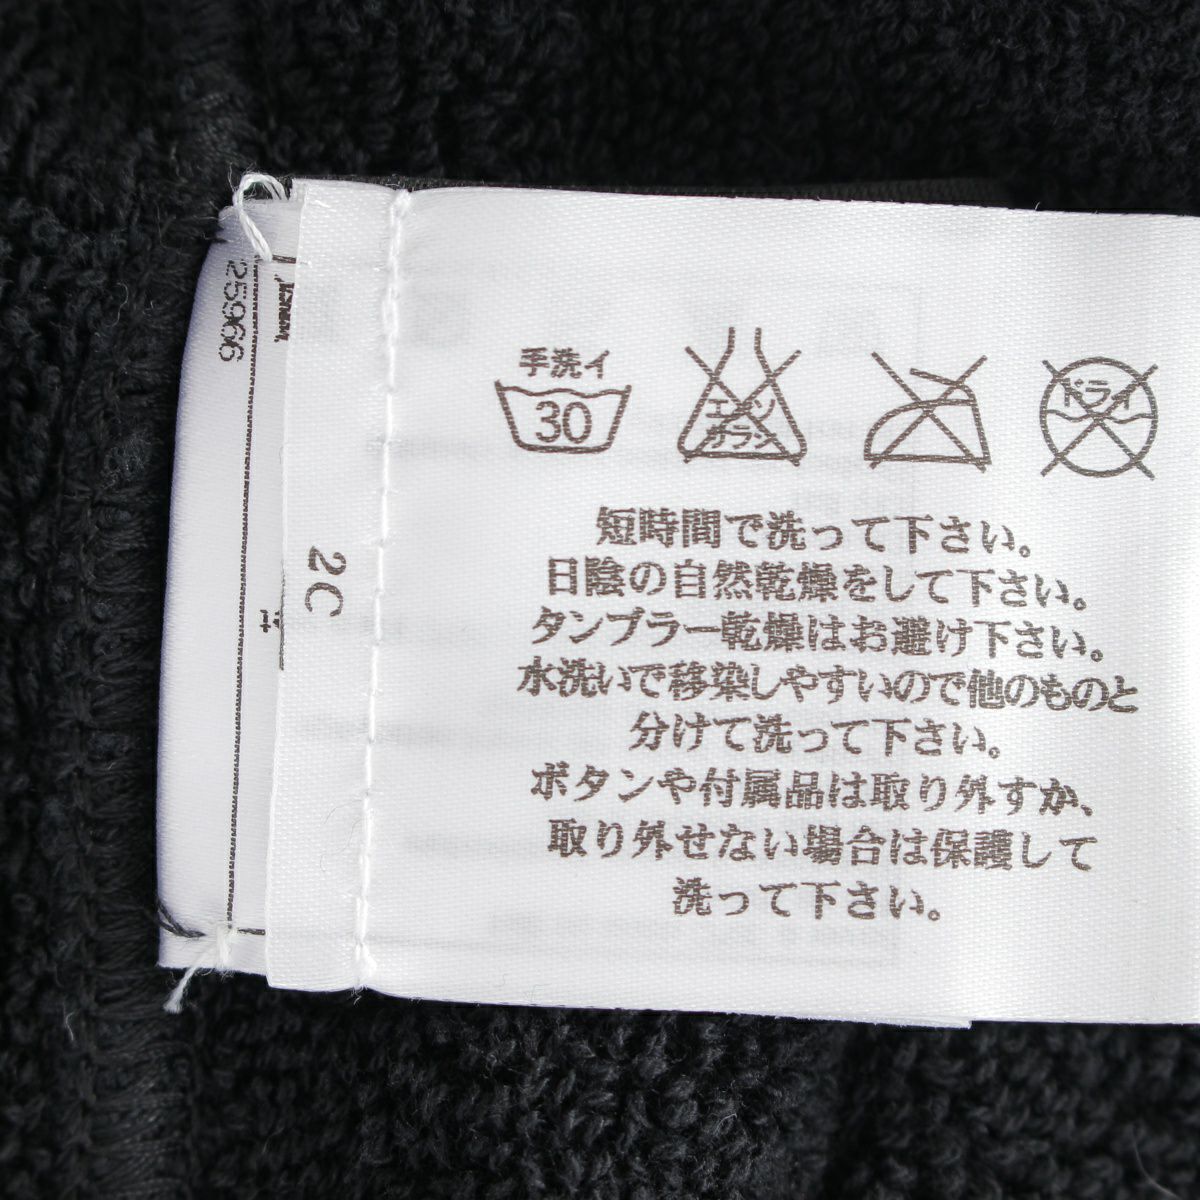 手洗イ
30
エンソ
サラシ
ドライ
短時間で洗って下さい。
日陰の自然乾燥をして下さい。
タンブラー乾燥はお避け下さい。
水洗いで移染しやすいので他のものと
分けて洗って下さい。
ボタンや付属品は取り外すか、
取り外せない場合は保護して
洗って下さい。
2C
25966